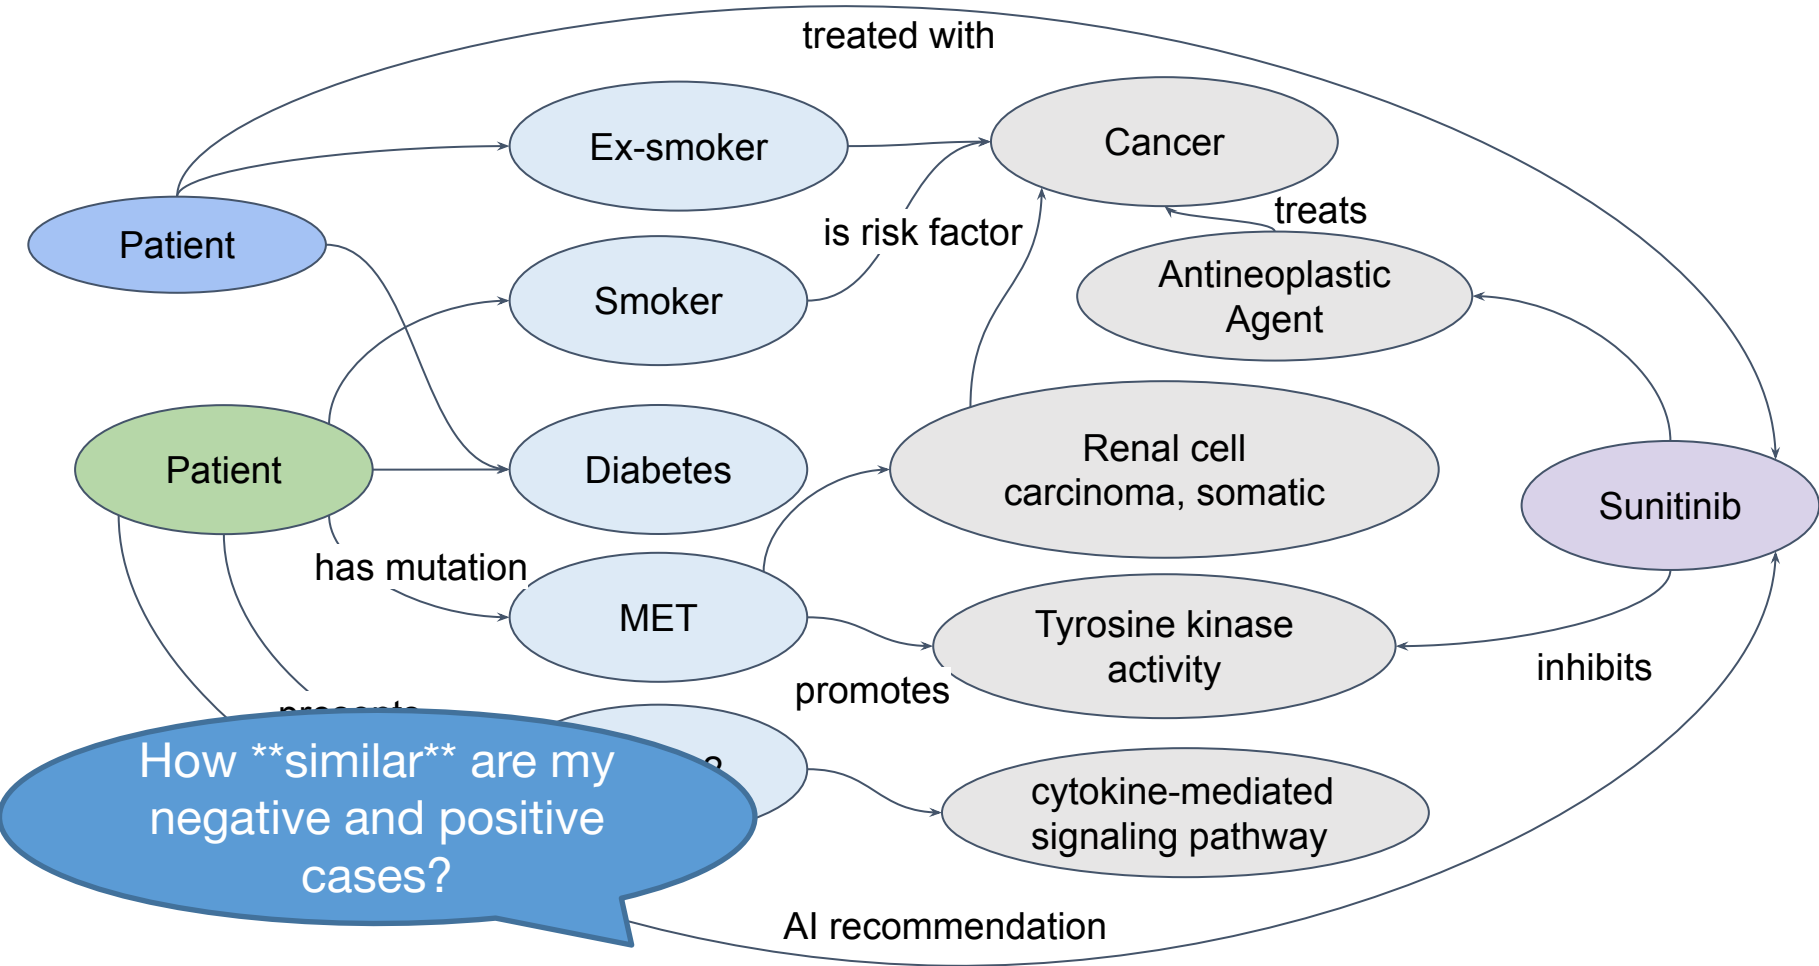 treated with
Ex-smoker
Cancer
treats
is risk factor
Patient
Antineoplastic
Agent
Smoker
Patient
Diabetes
Renal cell
carcinoma, somatic
Sunitinib
has mutation
MET
Tyrosine kinase
activity
inhibits
promotes
How **similar** are my
negative and positive
cases?
cytokine-mediated
signaling pathway
AI recommendation